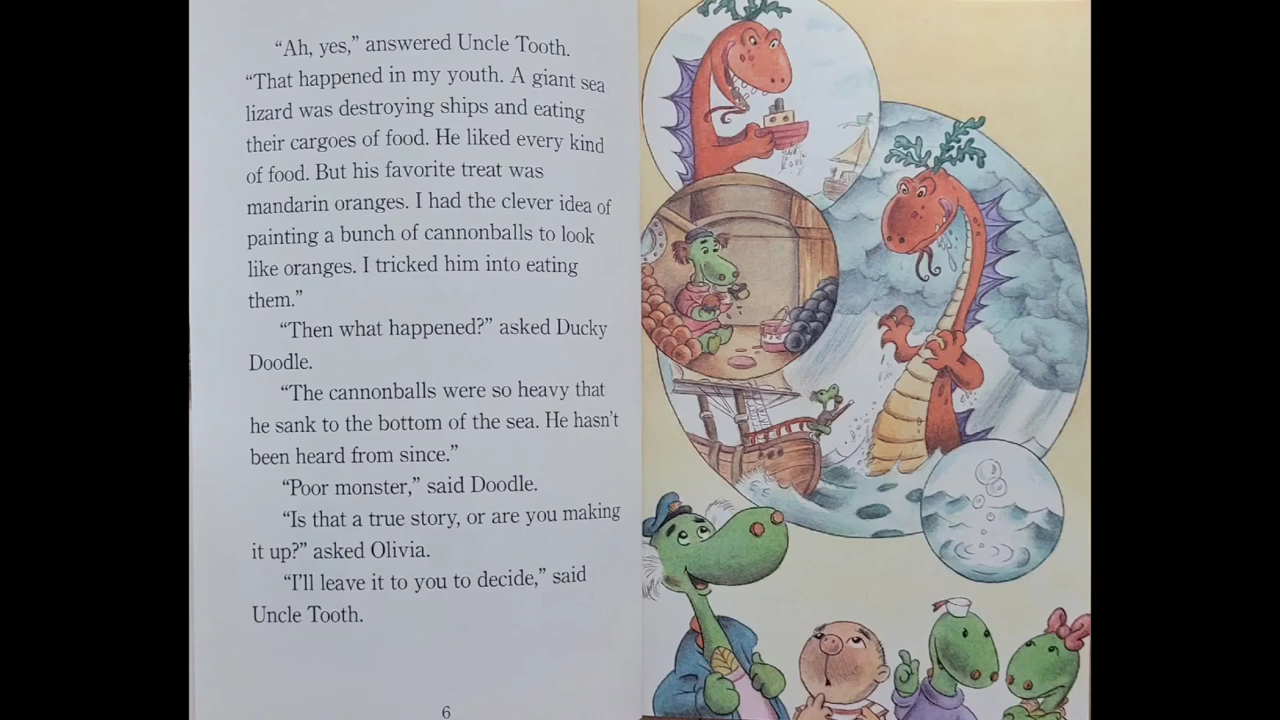 “Ah, yes,” answered Uncle Tooth.
“That happened in my youth. A giant sea
lizard was destroying ships and eating
their cargoes of food. He liked every kind
of food. But his favorite treat was
mandarin oranges. I had the clever idea of
painting a bunch of cannonballs to look
like oranges. I tricked him into eating
them.”
“Then what happened?” asked Ducky
Doodle.
“The cannonballs were so heavy that
he sank to the bottom of the sea. He hasn’t
been heard from since.”
“Poor monster,” said Doodle.
“Is that a true story, or are you making
it up?” asked Olivia.
“I’ll leave it to you to decide,” said
Uncle Tooth.
6